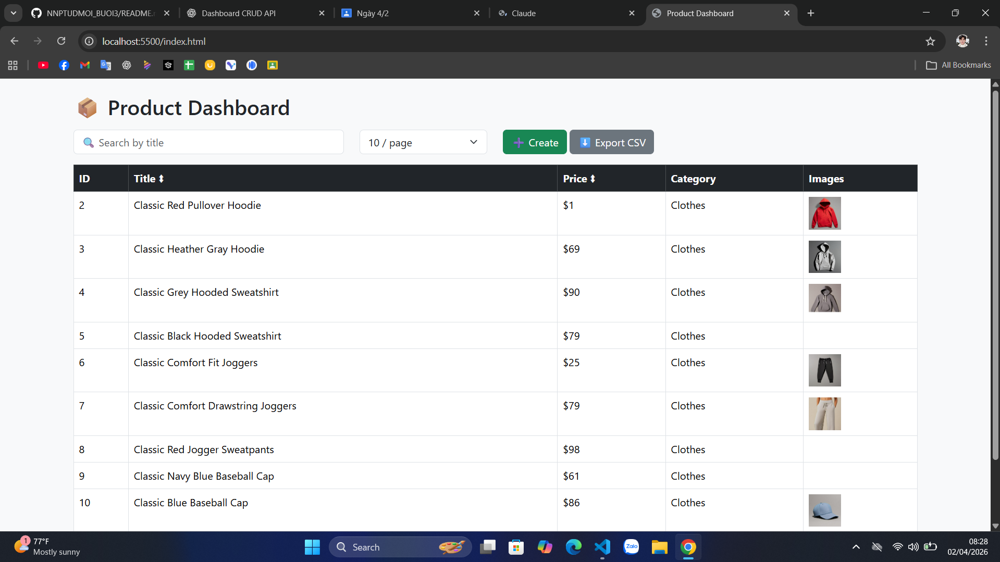 NNPTUDMOI_BUOI3/README.
Dashboard CRUD API
Ngày 4/2
Claude
Product Dashboard
localhost:5500/index.html
All Bookmarks
Product Dashboard
Search by title
10 / page
Create
Export CSV
ID Title Price Category Images
2 Classic Red Pullover Hoodie $1 Clothes
3 Classic Heather Gray Hoodie $69 Clothes
4 Classic Grey Hooded Sweatshirt $90 Clothes
5 Classic Black Hooded Sweatshirt $79 Clothes
6 Classic Comfort Fit Joggers $25 Clothes
7 Classic Comfort Drawstring Joggers $79 Clothes
8 Classic Red Jogger Sweatpants $98 Clothes
9 Classic Navy Blue Baseball Cap $61 Clothes
10 Classic Blue Baseball Cap $86 Clothes
1
77°F
Mostly sunny
Search
Zalo
08:28
02/04/2026